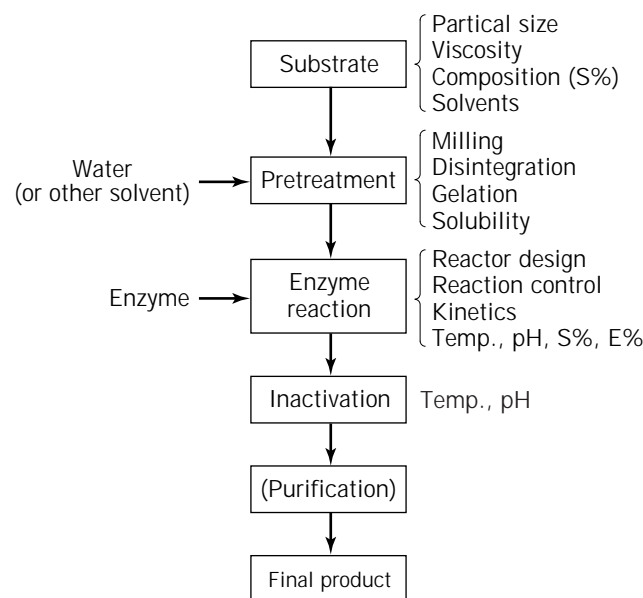 Substrate
Partical size
Viscosity
Composition (S%)
Solvents
Water
(or other solvent)
Pretreatment
Milling
Disintegration
Gelation
Solubility
Enzyme
Enzyme
reaction
Reactor design
Reaction control
Kinetics
Temp., pH, S%, E%
Inactivation
Temp., pH
(Purification)
Final product